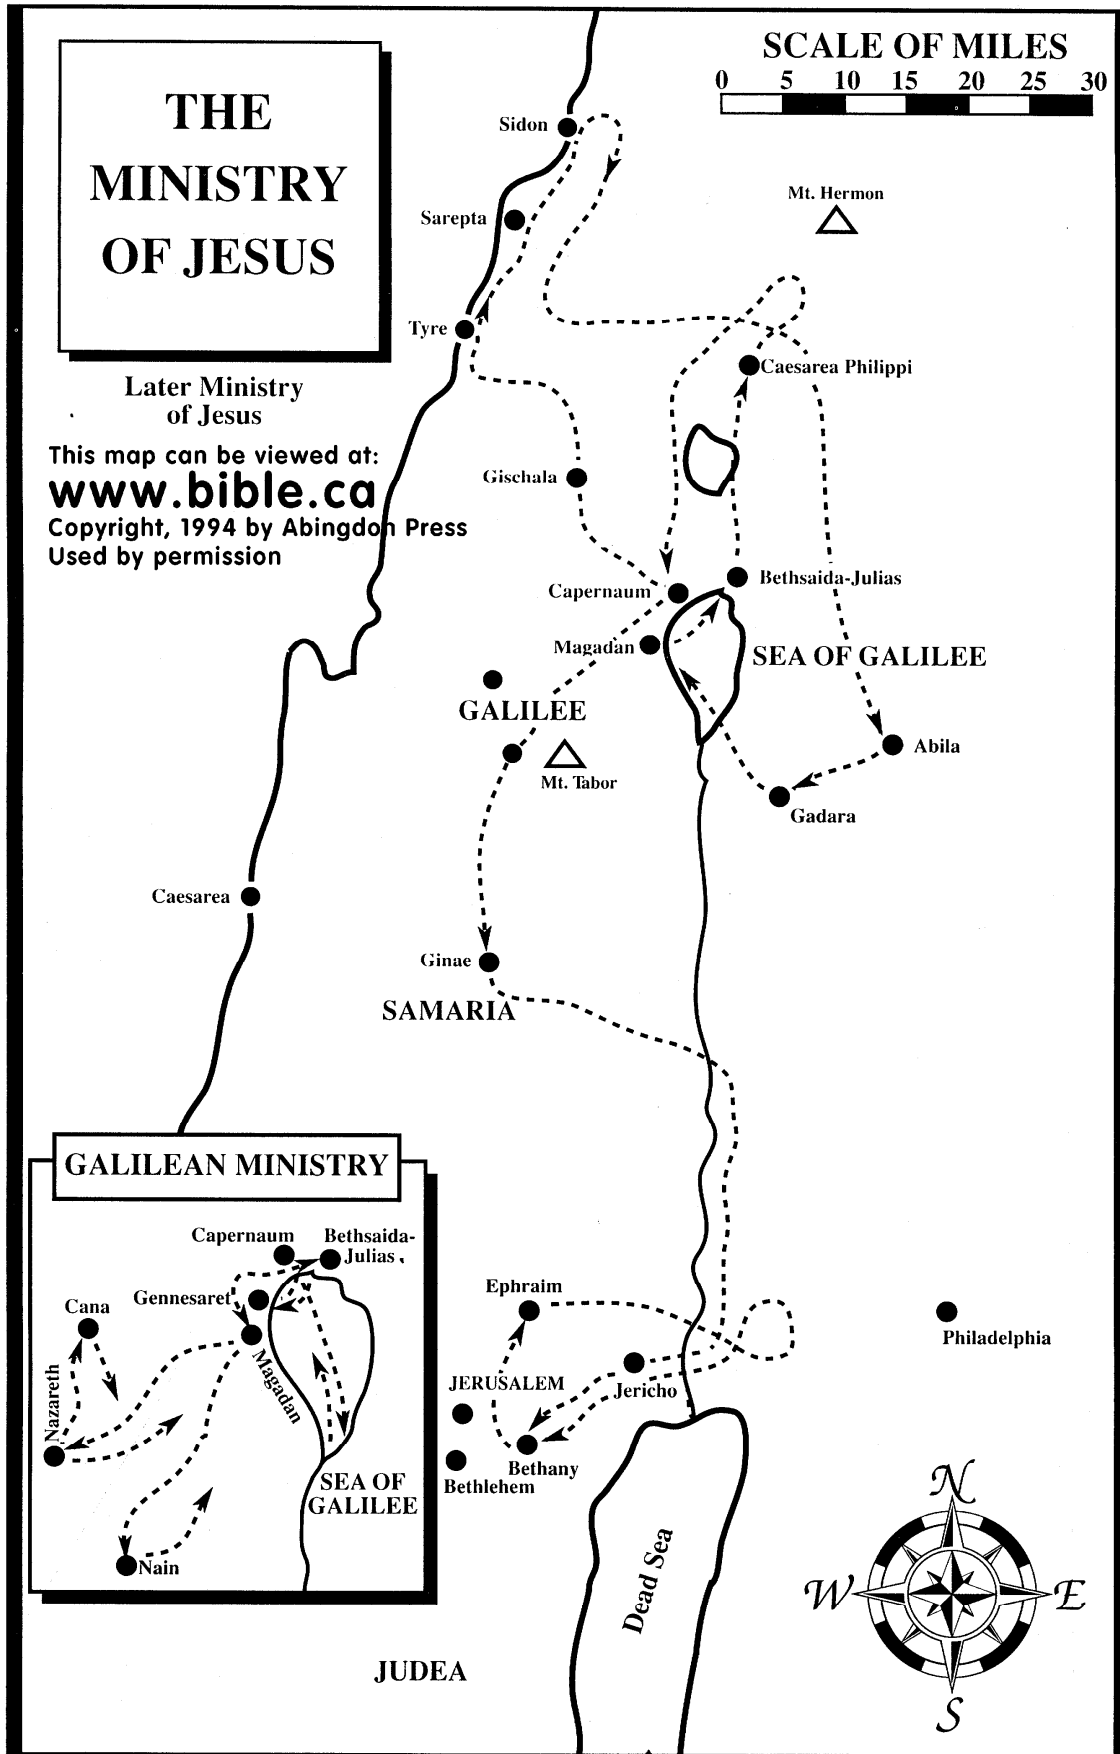 THE
MINISTRY
OF JESUS
Later Ministry
of Jesus
This map can be viewed at:
www.bible.ca
Copyright, 1994 by Abingdon Press
Used by permission
SCALE OF MILES
0 5 10 15 20 25 30
Sidon
Mt. Hermon
Sarepta
Tyre
Caesarea Philippi
Gischala
Bethsaida-Julias
Capernaum
Magadan
SEA OF GALILEE
GALILEE
Abila
Mt. Tabor
Gadara
Caesarea
Ginae
SAMARIA
GALILEAN MINISTRY
Capernaum
Bethsaida-
Julias
Gennesaret
Cana
Magadan
Nazareth
SEA OF
GALILEE
Nain
Ephraim
Philadelphia
JERUSALEM
Jericho
Bethany
Bethlehem
Dead Sea
JUDEA
N
W
E
S